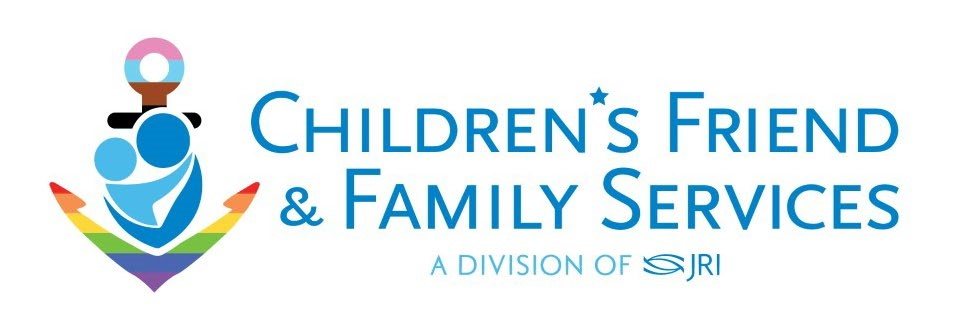 CHILDREN'S FRIEND
& FAMILY SERVICES
A DIVISION OF JRI